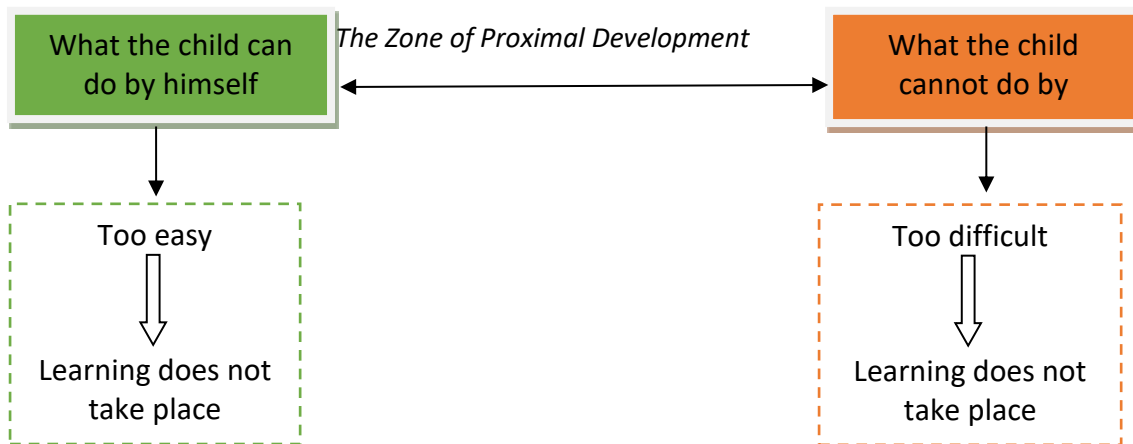 What the child can
do by himself
The Zone of Proximal Development
What the child
cannot do by
Too easy
Learning does not
take place
Too difficult
Learning does not
take place